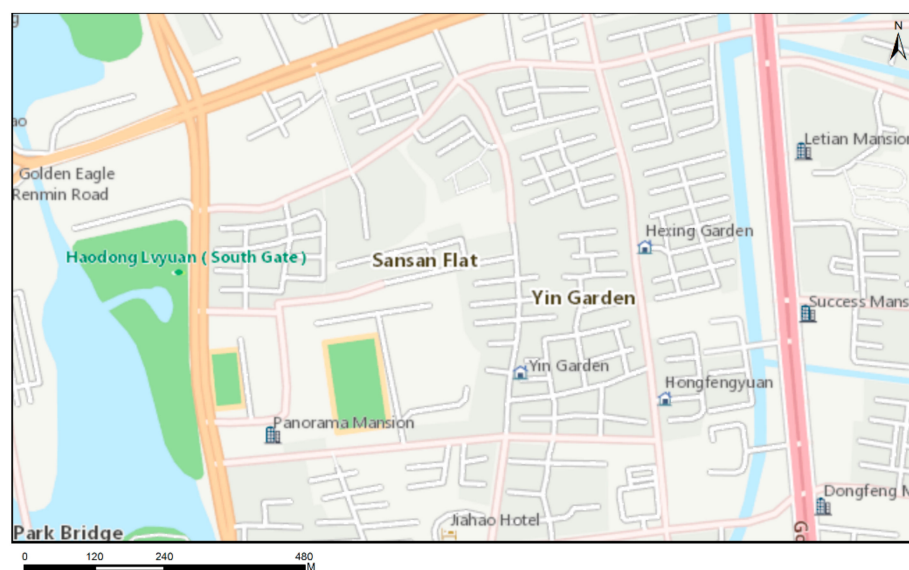 N
Letian Mansion
Golden Eagle
Renmin Road
Hexing Garden
Haodong Lvyuan ( South Gate )
Sansan Flat
Yin Garden
Success Mans
Yin Garden
Hongfengyuan
Panorama Mansion
Dongfeng M
Jiahao Hotel
Park Bridge
0 120 240 480
M